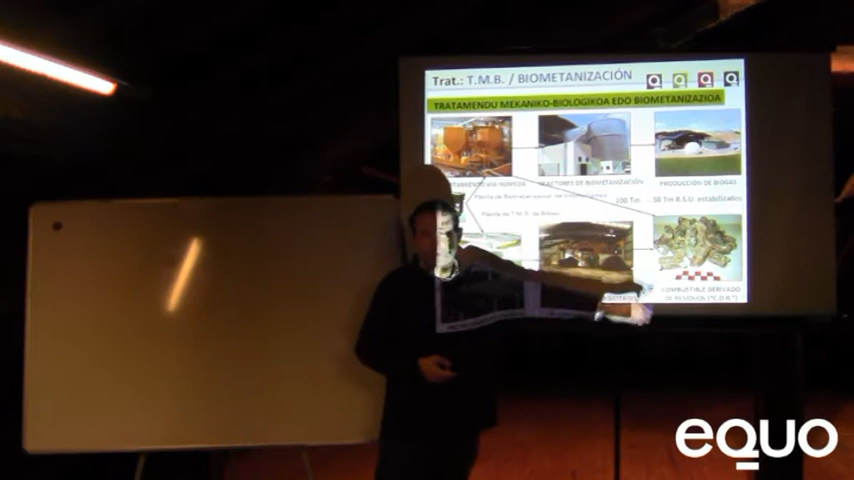 Trat.: T.M.B. / BIOMETANIZACIÓN
TRATAMENDU MEKANIKO-BIOLOGIKOA EDO BIOMETANIZAZIOA
REACTORES DE BIOMETANIZACIÓN
PRODUCCIÓN DE BIOGAS
100 Tm
50 Tm R.S.U. estabilizados
Planta de T.M.B. de Bilbao
COMBUSTIBLE DERIVADO
DE RESIDUOS ("C.D.R.")
eQUO